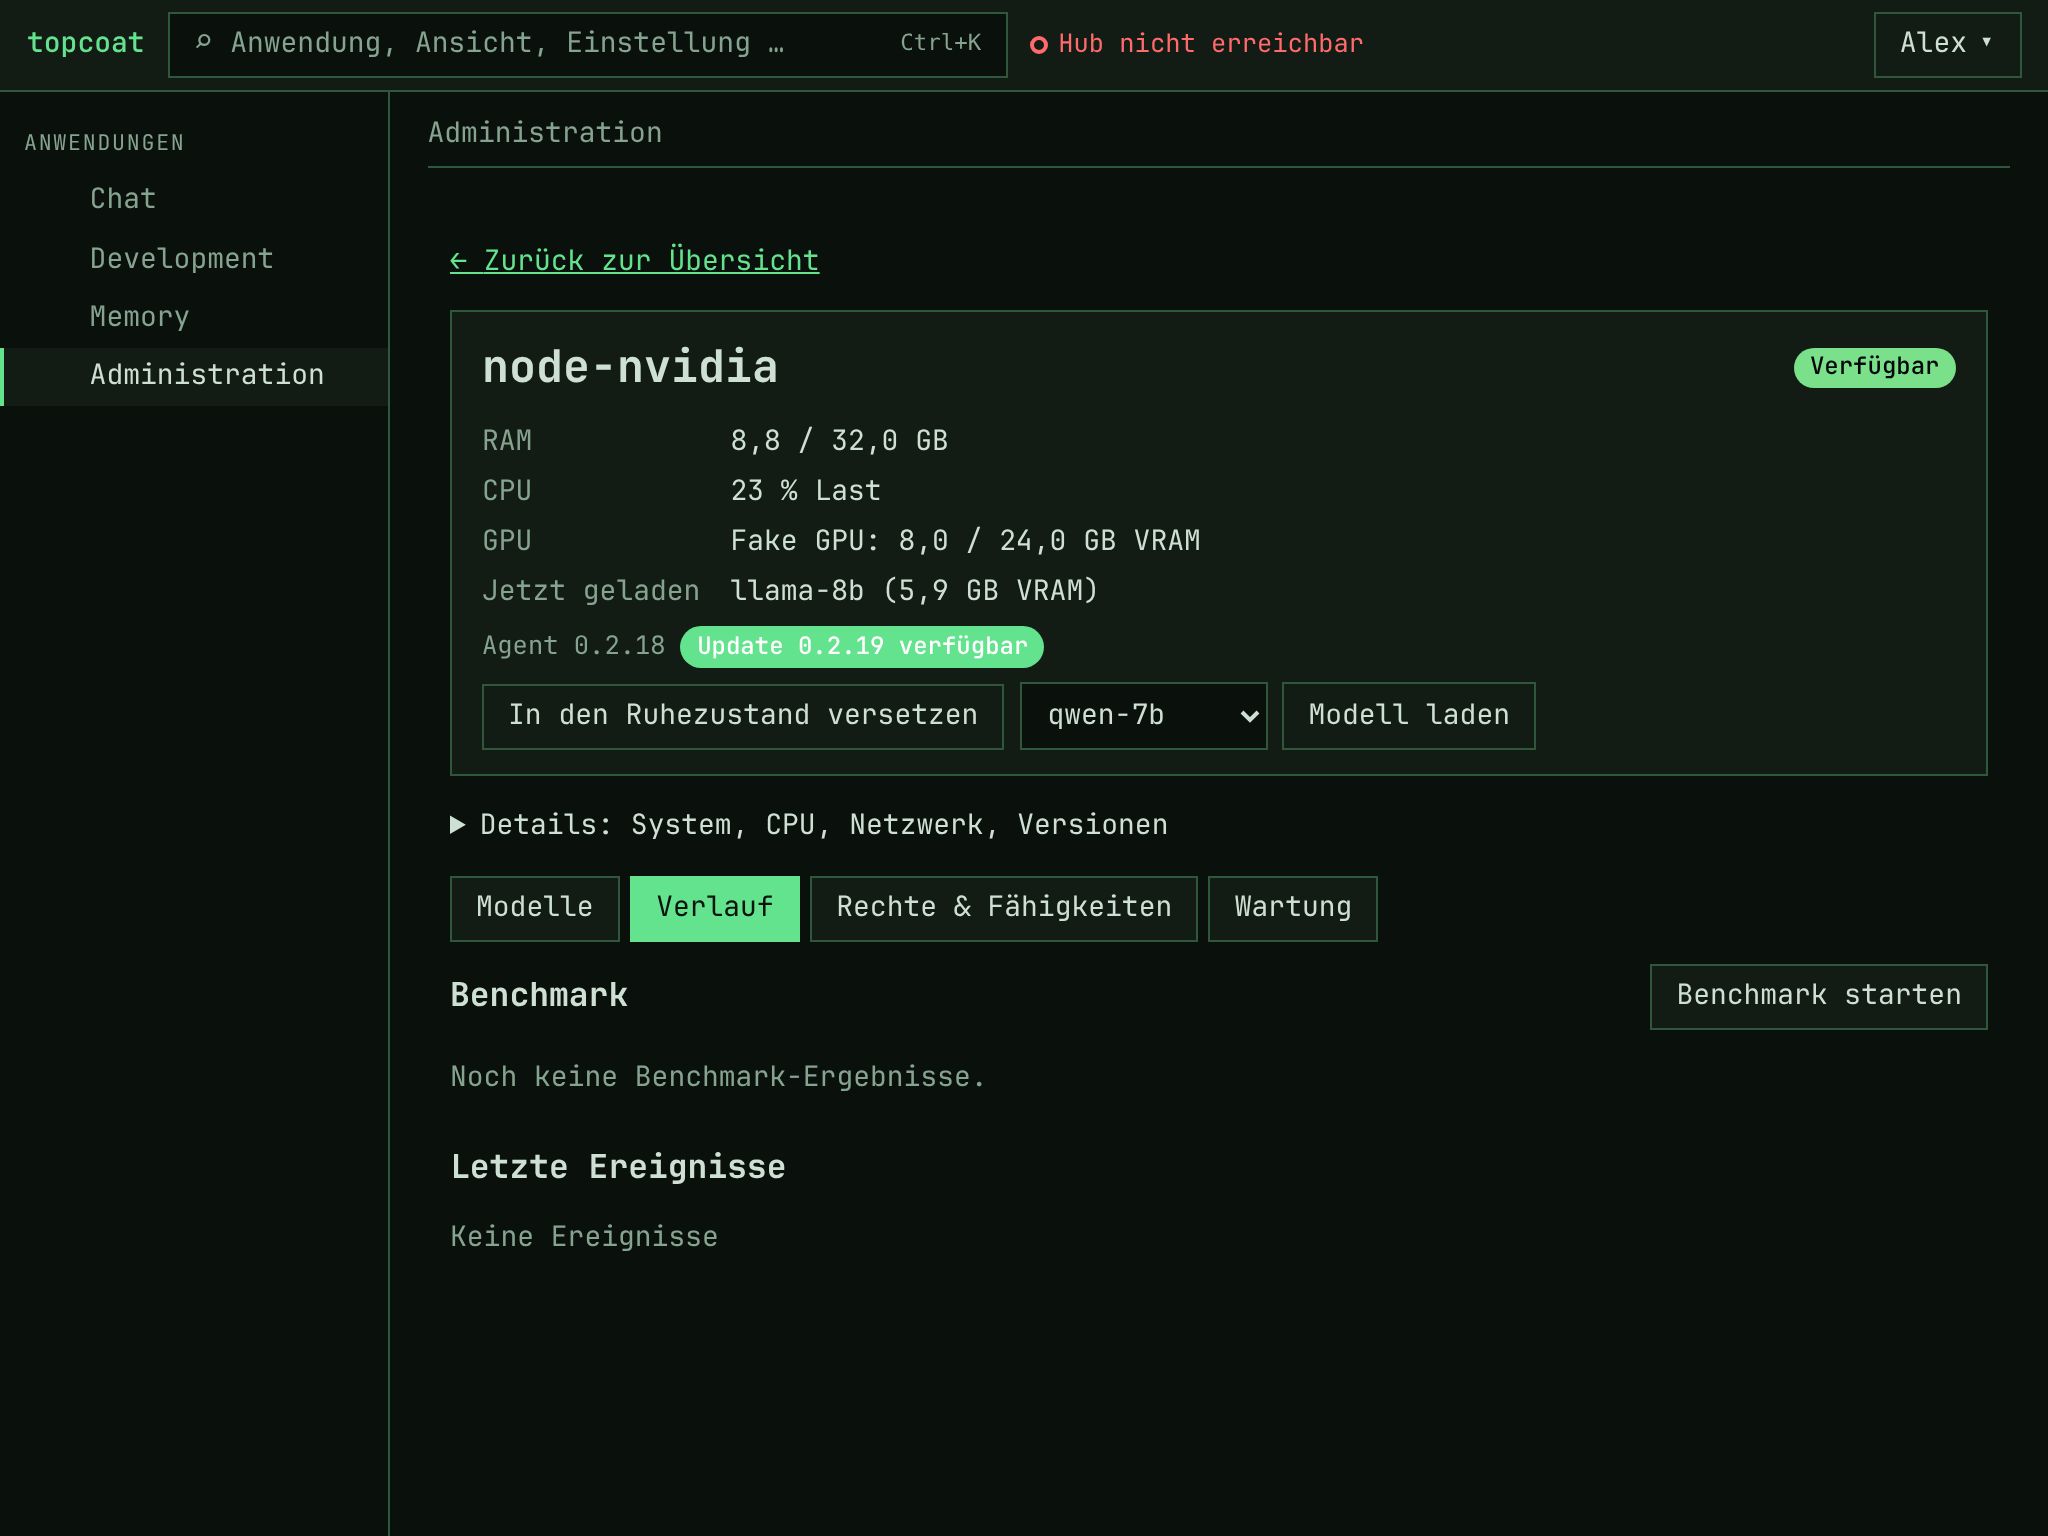 topcoat
Anwendung, Ansicht, Einstellung … Ctrl+K
Hub nicht erreichbar
Alex ▾
ANWENDUNGEN
Chat
Development
Memory
Administration
Administration
← Zurück zur Übersicht
node-nvidia
Verfügbar
RAM 8,8 / 32,0 GB
CPU 23 % Last
GPU Fake GPU: 8,0 / 24,0 GB VRAM
Jetzt geladen llama-8b (5,9 GB VRAM)
Agent 0.2.18 Update 0.2.19 verfügbar
In den Ruhezustand versetzen qwen-7b Modell laden
▶ Details: System, CPU, Netzwerk, Versionen
Modelle Verlauf Rechte & Fähigkeiten Wartung
Benchmark Benchmark starten
Noch keine Benchmark-Ergebnisse.
Letzte Ereignisse
Keine Ereignisse